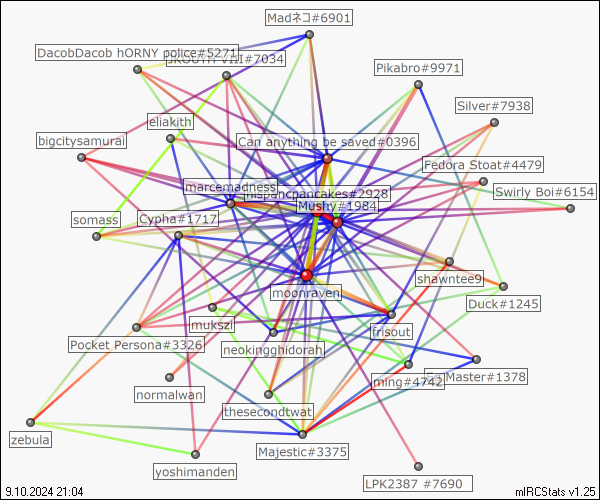 Madネコ#6901
DacobDacob hORNY police#5271
Pikabro#9971
Silver#7938
eliakith
bigcitysamurai
Can anything be saved#0396
Fedora Stoat#4479
marcemadness
hispancpancakes#2928
Swirly Boi#6154
Mushy#1984
somass
Cypha#1717
shawntee9
moonraven
Duck#1245
mukszi
frisout
Pocket Persona#3326
neokingghidorah
ming#4742
Master#1378
normalwan
thesecondtwat
zebula
Majestic#3375
yoshimanden
LPK2387 #7690
9.10.2024 21:04
mIRCStats v1.25